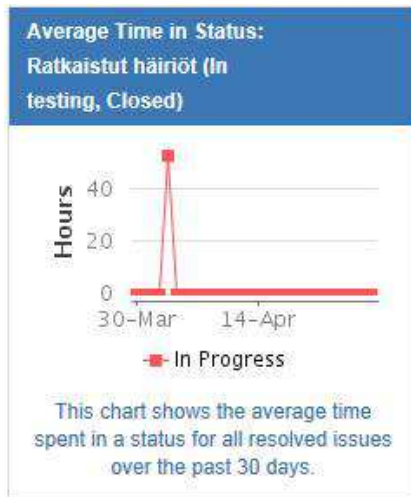 Average Time in Status:
Ratkaistut häiriöt (In
testing, Closed)
Hours
40
20
0
30-Mar 14-Apr
In Progress
This chart shows the average time
spent in a status for all resolved issues
over the past 30 days.